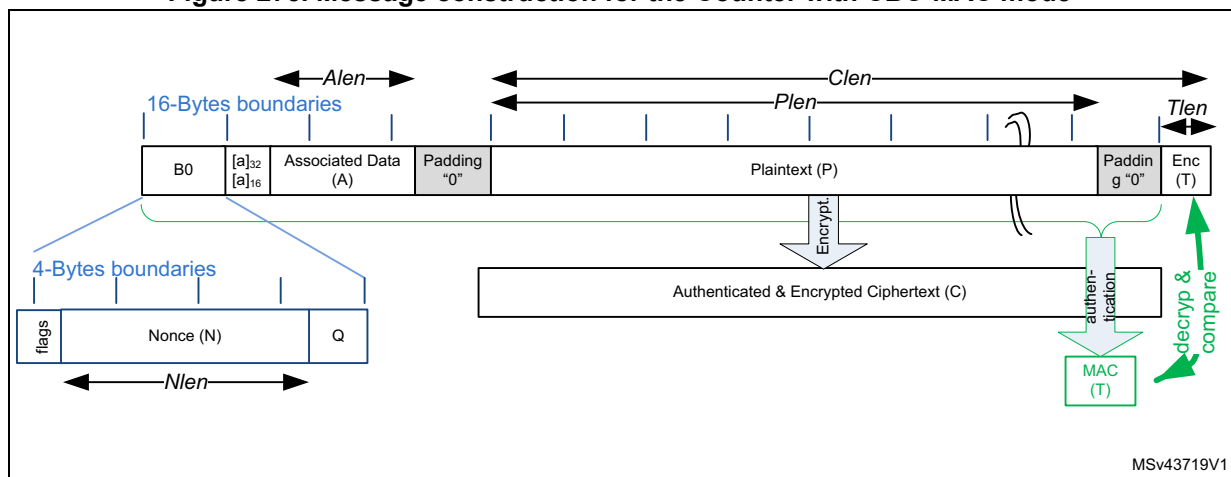 Alen
Clen
16-Bytes boundaries
Plen
Tlen
B0
[a]32
[a]16
Associated Data
(A)
Padding
"0"
Plaintext (P)
Paddin
g "0"
Enc
(T)
Encrypt.
4-Bytes boundaries
Authenticated & Encrypted Ciphertext (C)
authen-
tication
decryp &
compare
flags
Nonce (N)
Q
Nlen
MAC
(T)
MSv43719V1